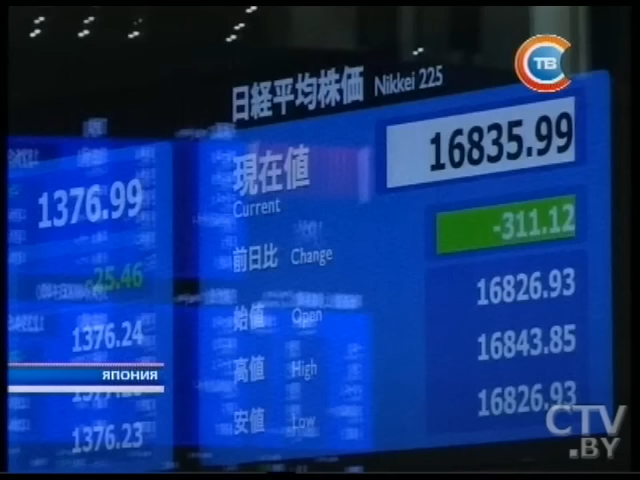 СТВ
日経平均株価 Nikkei 225
16835.99
現在値
Current
-311.12
前日比 Change
16826.93
始値 Open
16843.85
高値 High
16826.93
安値 Low
1376.99
-25.46
1376.24
ЯПОНИЯ
1376.23
CTV
.BY